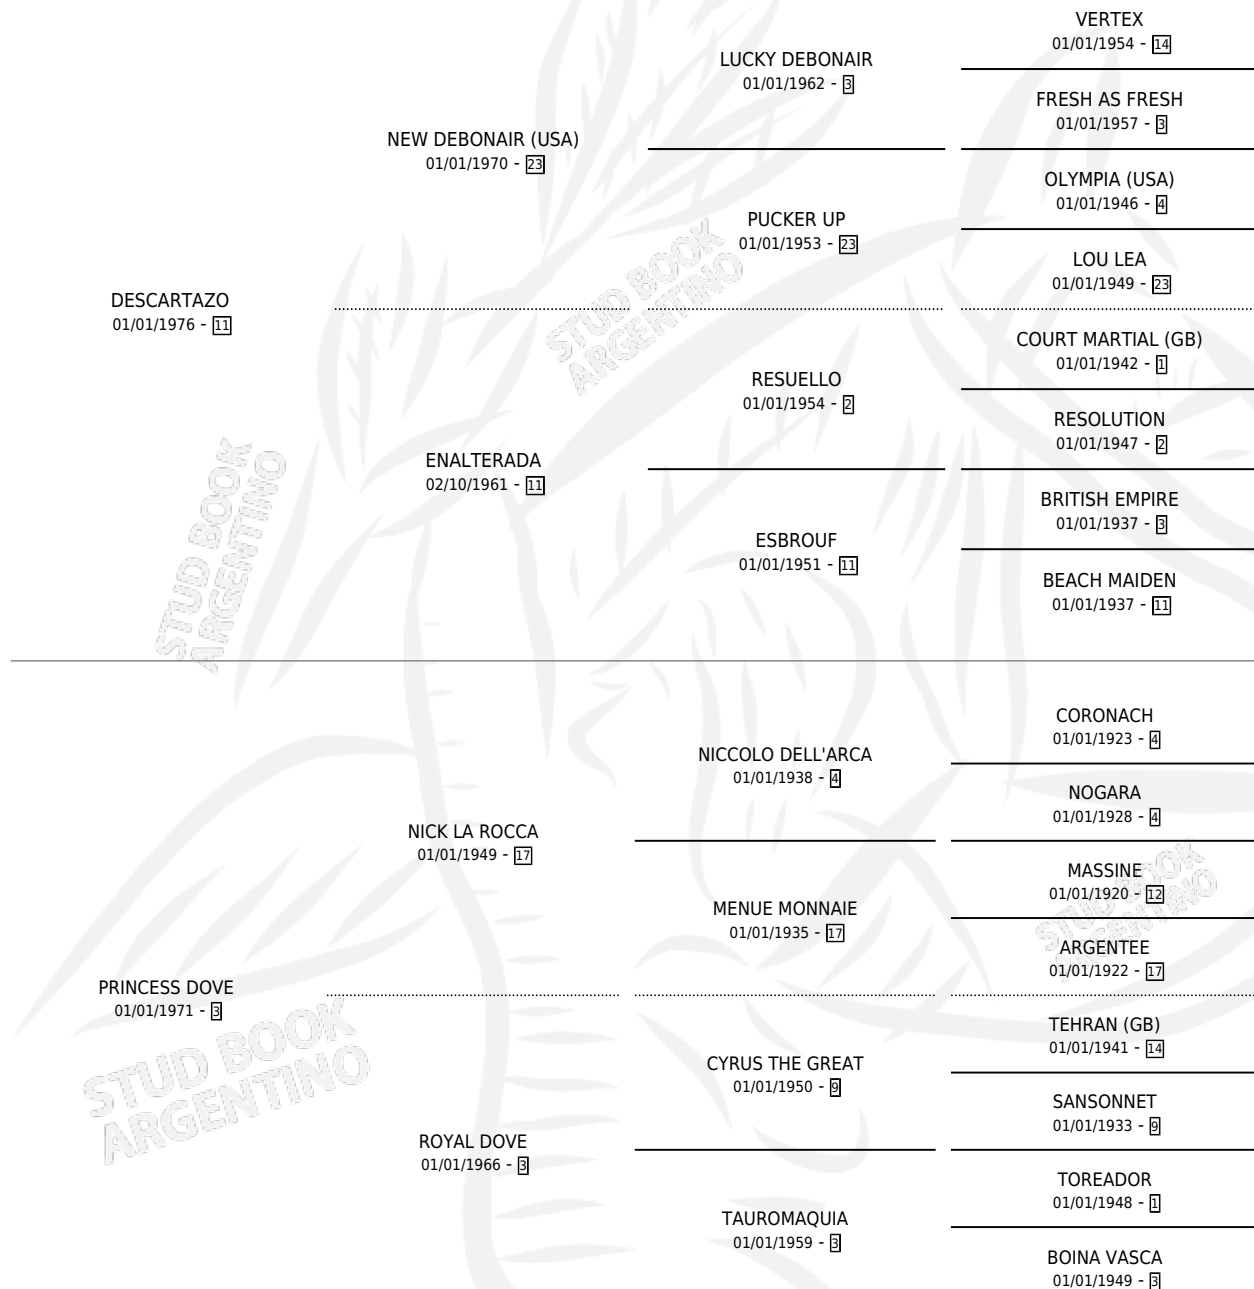 VERTEX
01/01/1954 - 14
LUCKY DEBONAIR
01/01/1962 - 3
FRESH AS FRESH
01/01/1957 - 3
NEW DEBONAIR (USA)
01/01/1970 - 23
OLYMPIA (USA)
01/01/1946 - 4
PUCKER UP
01/01/1953 - 23
LOU LEA
01/01/1949 - 23
DESCARTAZO
01/01/1976 - 11
COURT MARTIAL (GB)
01/01/1942 - 1
RESUELLO
01/01/1954 - 2
RESOLUTION
01/01/1947 - 2
ENALTERADA
02/10/1961 - 11
BRITISH EMPIRE
01/01/1937 - 3
ESBROUF
01/01/1951 - 11
BEACH MAIDEN
01/01/1937 - 11
CORONACH
01/01/1923 - 4
NICCOLO DELL'ARCA
01/01/1938 - 4
NOGARA
01/01/1928 - 4
NICK LA ROCCA
01/01/1949 - 17
MASSINE
01/01/1920 - 12
MENUE MONNAIE
01/01/1935 - 17
ARGENTEE
01/01/1922 - 17
PRINCESS DOVE
01/01/1971 - 3
TEHRAN (GB)
01/01/1941 - 14
CYRUS THE GREAT
01/01/1950 - 9
SANSONNET
01/01/1933 - 9
ROYAL DOVE
01/01/1966 - 3
TOREADOR
01/01/1948 - 1
TAUROMAQUIA
01/01/1959 - 3
BOINA VASCA
01/01/1949 - 3
STUD BOOK
ARGENTINO
STUD BOOK
ARGENTINO
STUD BOOK
ARGENTINO
STUD BOOK
ARGENTINO